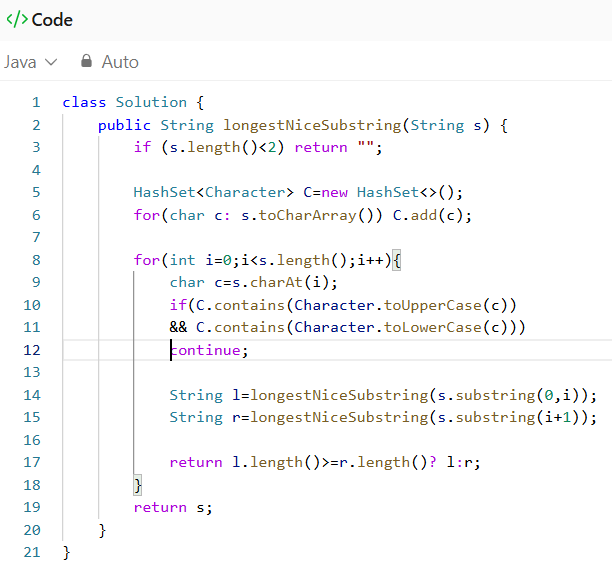 </> Code
Java Auto
1 class Solution {
2 public String longestNiceSubstring(String s) {
3 if (s.length()<2) return "";
4
5 HashSet<Character> C=new HashSet<>();
6 for(char c: s.toCharArray()) C.add(c);
7
8 for(int i=0;i<s.length();i++){
9 char c=s.charAt(i);
10 if(C.contains(Character.toUpperCase(c))
11 && C.contains(Character.toLowerCase(c)))
12 continue;
13
14 String l=longestNiceSubstring(s.substring(0,i));
15 String r=longestNiceSubstring(s.substring(i+1));
16
17 return l.length()>=r.length()? l:r;
18 }
19 return s;
20 }
21 }